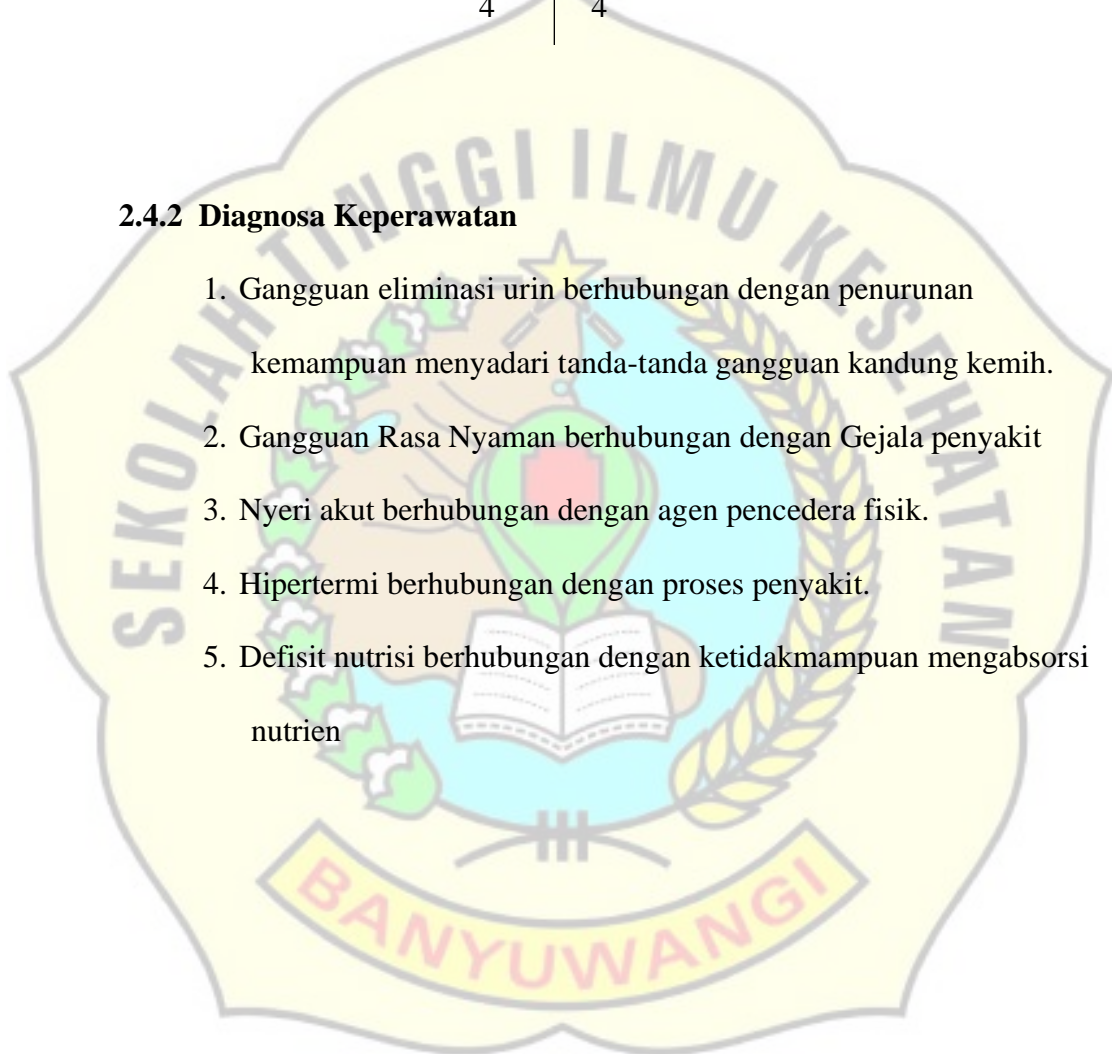 4 4
SEKOLAH TINGGI ILMU KESEHATAN
2.4.2 Diagnosa Keperawatan
1. Gangguan eliminasi urin berhubungan dengan penurunan
kemampuan menyadari tanda-tanda gangguan kandung kemih.
2. Gangguan Rasa Nyaman berhubungan dengan Gejala penyakit
3. Nyeri akut berhubungan dengan agen pencedera fisik.
4. Hipertermi berhubungan dengan proses penyakit.
5. Defisit nutrisi berhubungan dengan ketidakmampuan mengabsorsi
nutrien
BANYUWANGI